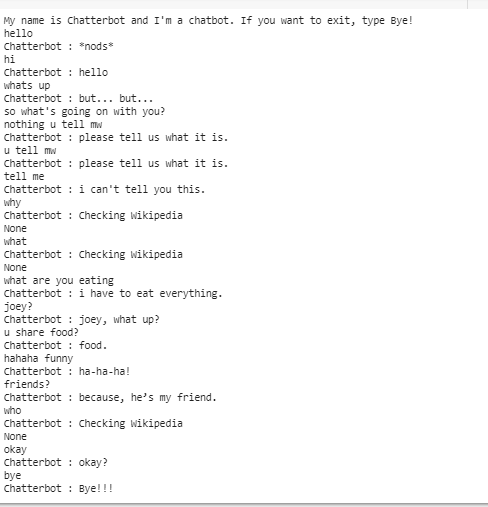 My name is Chatterbot and I'm a chatbot. If you want to exit, type Bye!
hello
Chatterbot : *nods*
hi
Chatterbot : hello
whats up
Chatterbot : but... but...
so what's going on with you?
nothing u tell mw
Chatterbot : please tell us what it is.
u tell mw
Chatterbot : please tell us what it is.
tell me
Chatterbot : i can't tell you this.
why
Chatterbot : Checking Wikipedia
None
what
Chatterbot : Checking Wikipedia
None
what are you eating
Chatterbot : i have to eat everything.
joey?
Chatterbot : joey, what up?
u share food?
Chatterbot : food.
hahaha funny
Chatterbot : ha-ha-ha!
friends?
Chatterbot : because, he’s my friend.
who
Chatterbot : Checking Wikipedia
None
okay
Chatterbot : okay?
bye
Chatterbot : Bye!!!